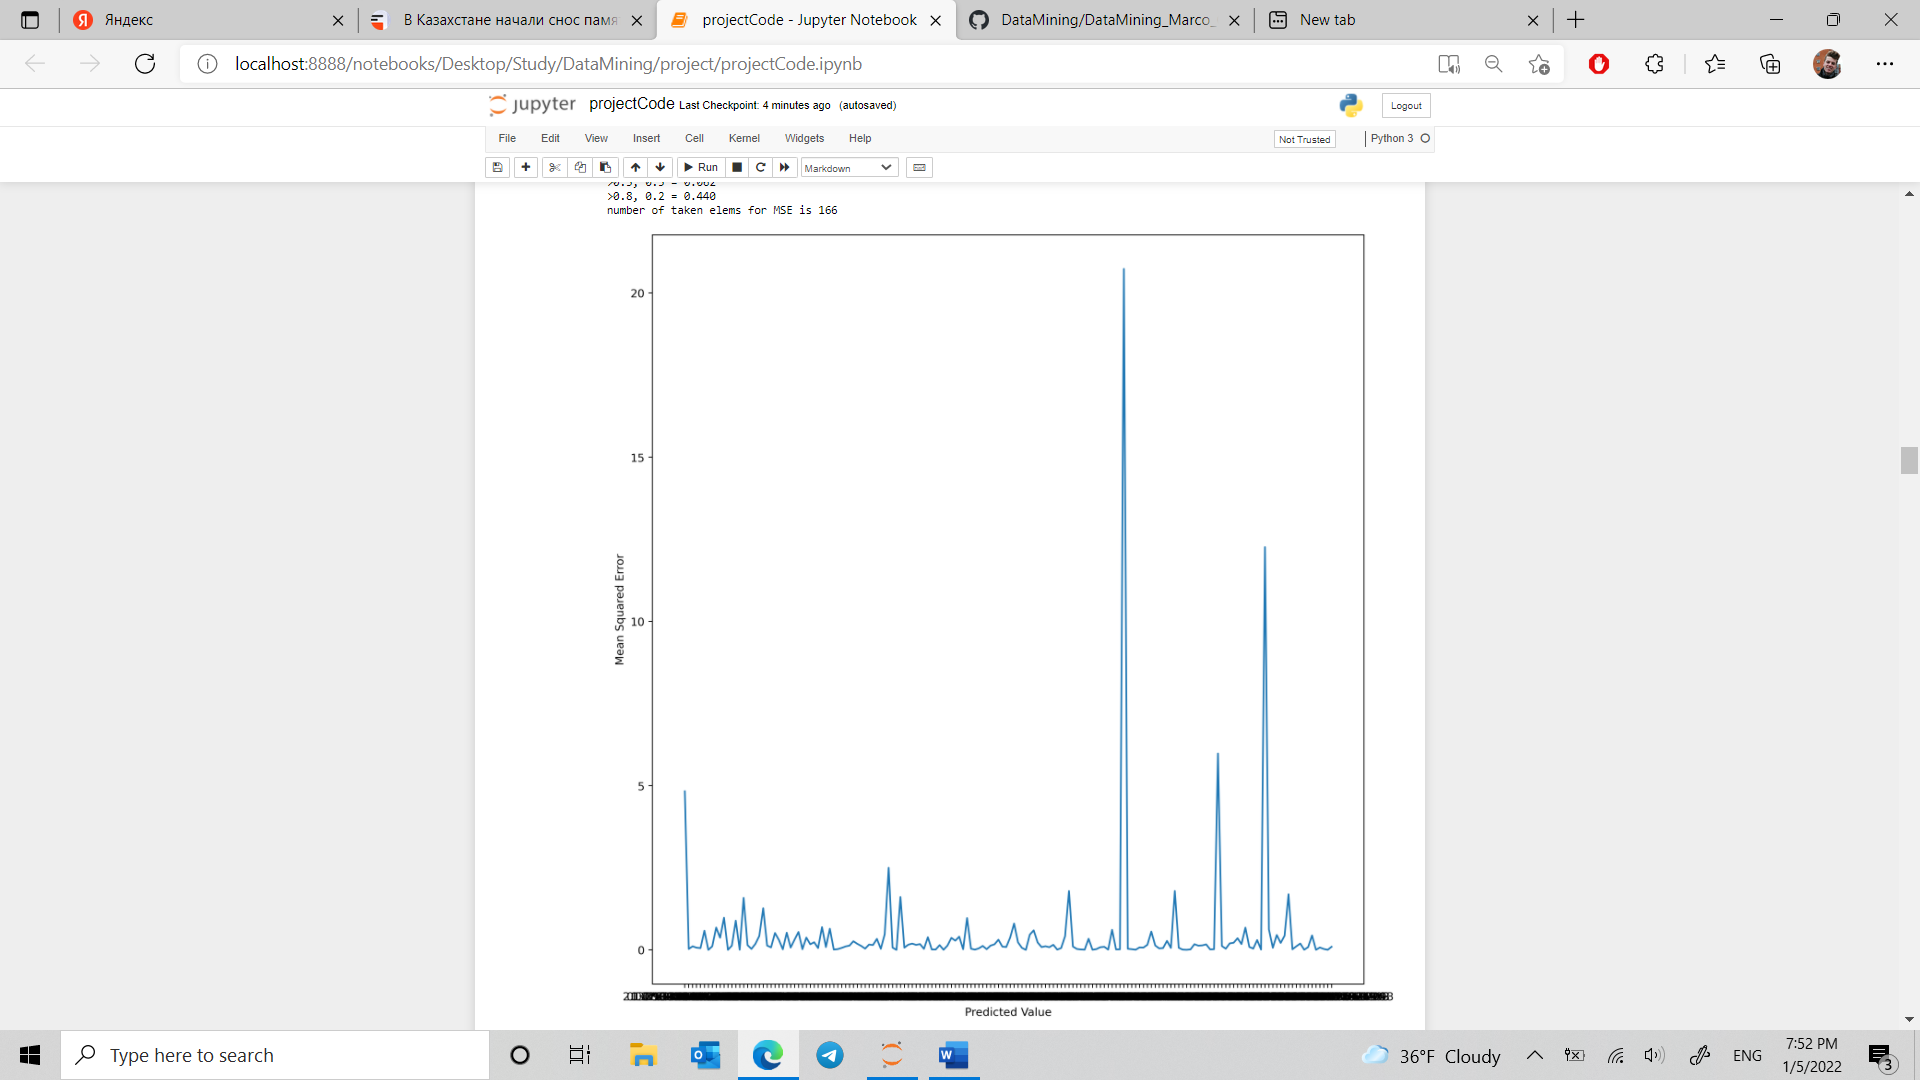 Яндекс
В Казахстане начали снос пам
projectCode - Jupyter Notebook
DataMining/DataMining_Marco_
New tab
localhost:8888/notebooks/Desktop/Study/DataMining/project/projectCode.ipynb
jupyter projectCode Last Checkpoint: 4 minutes ago (autosaved)
Logout
File Edit View Insert Cell Kernel Widgets Help
Not Trusted
Python 3
Run
Markdown
>0.8, 0.2 = 0.440
number of taken elems for MSE is 166
20
15
10
5
0
Mean Squared Error
Predicted Value
Type here to search
36°F Cloudy
ENG
7:52 PM
1/5/2022
3